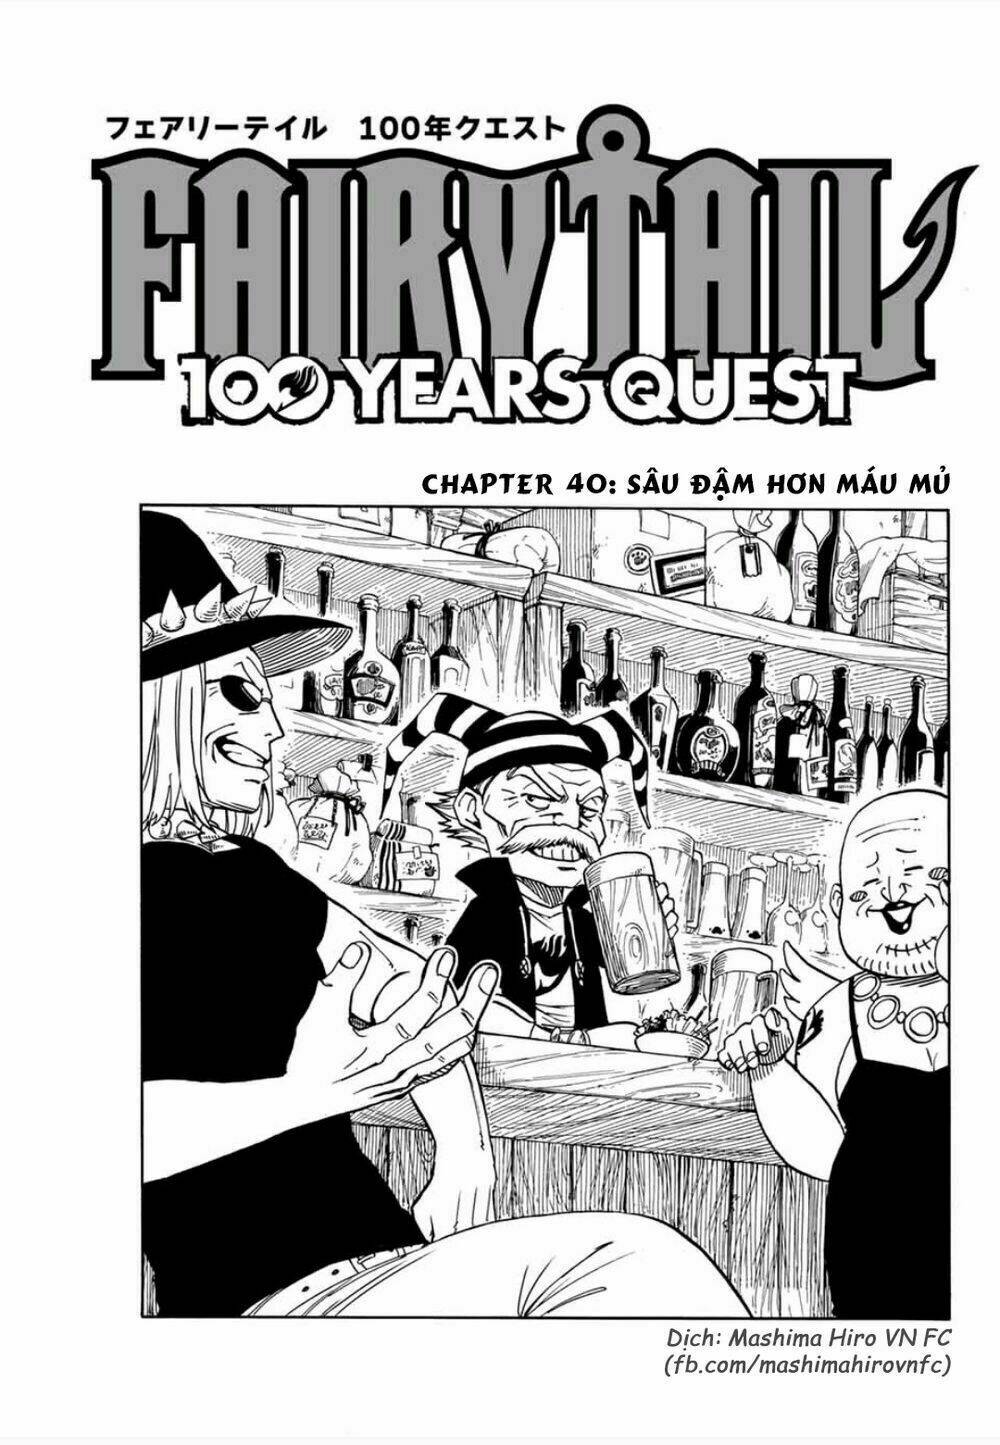 フェアリーテイル 100年クエスト
FAIRY TAIL
100 YEARS QUEST
CHAPTER 40: SÂU ĐẬM HƠN MÁU MỦ
Dịch: Mashima Hiro VN FC
(fb.com/mashimahirovnfc)